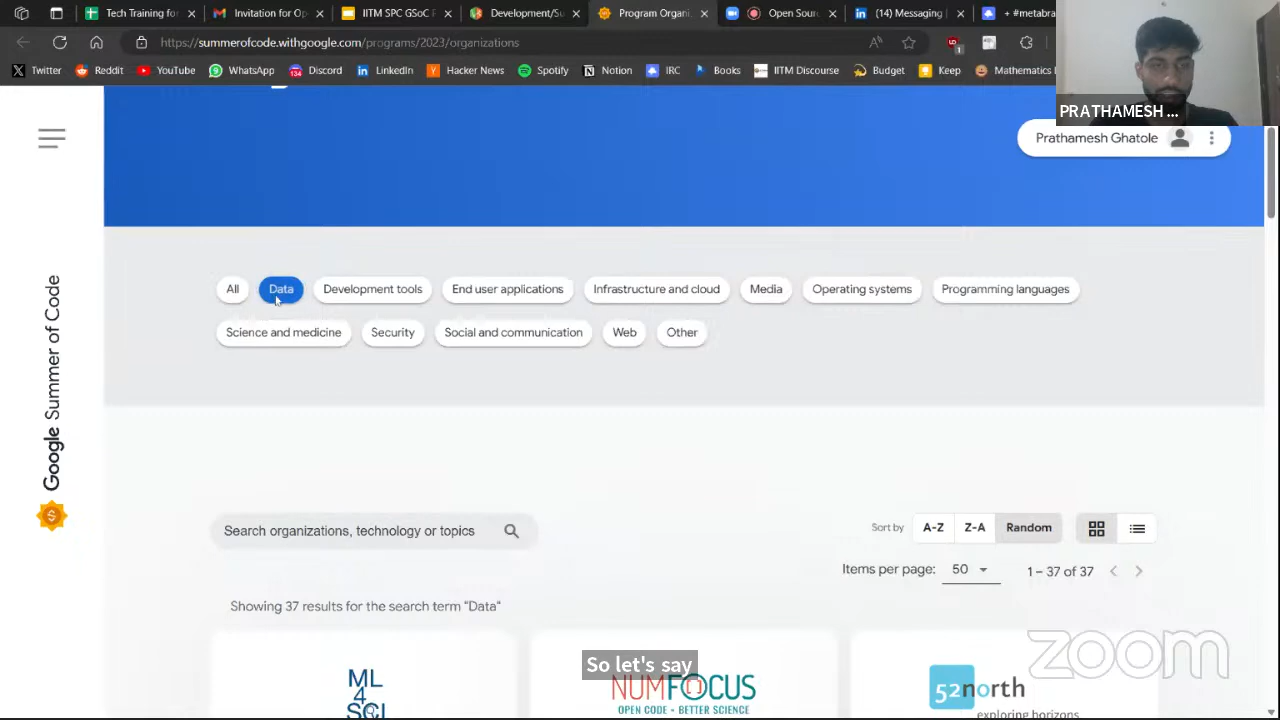 Tech Training for
Invitation for Op
IITM SPC GSoC
Development/Su
Program Organi
Open Sourc
(14) Messaging
+ #metabra
https://summerofcode.withgoogle.com/programs/2023/organizations
Twitter
Reddit
YouTube
WhatsApp
Discord
LinkedIn
Hacker News
Spotify
Notion
IRC
Books
IITM Discourse
Budget
Keep
Mathematics
PRATHAMESH ...
Prathamesh Ghatole
Google Summer of Code
All
Data
Development tools
End user applications
Infrastructure and cloud
Media
Operating systems
Programming languages
Science and medicine
Security
Social and communication
Web
Other
Search organizations, technology or topics
Sort by
A-Z
Z-A
Random
Items per page:
50
1 – 37 of 37
Showing 37 results for the search term "Data"
ML
4
SCI
So let's say
NUMFOCUS
OPEN CODE • BETTER SCIENCE
52north
exploring horizons
zoom